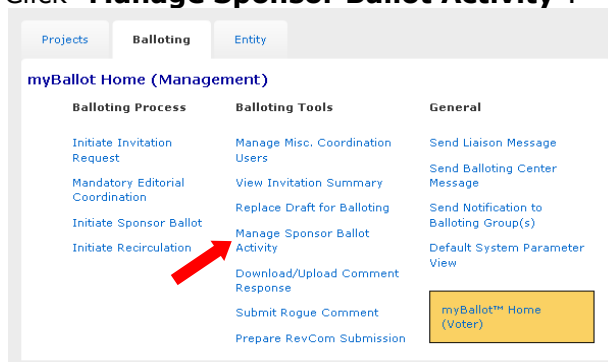 Click "Manage Sponsor Ballot Activity".
Projects Balloting Entity
myBallot Home (Management)
Balloting Process
Initiate Invitation
Request
Mandatory Editorial
Coordination
Initiate Sponsor Ballot
Initiate Recirculation
Balloting Tools
Manage Misc. Coordination
Users
View Invitation Summary
Replace Draft for Balloting
Manage Sponsor Ballot
Activity
Download/Upload Comment
Response
Submit Rogue Comment
Prepare RevCom Submission
General
Send Liaison Message
Send Balloting Center
Message
Send Notification to
Balloting Group(s)
Default System Parameter
View
myBallot™ Home
(Voter)